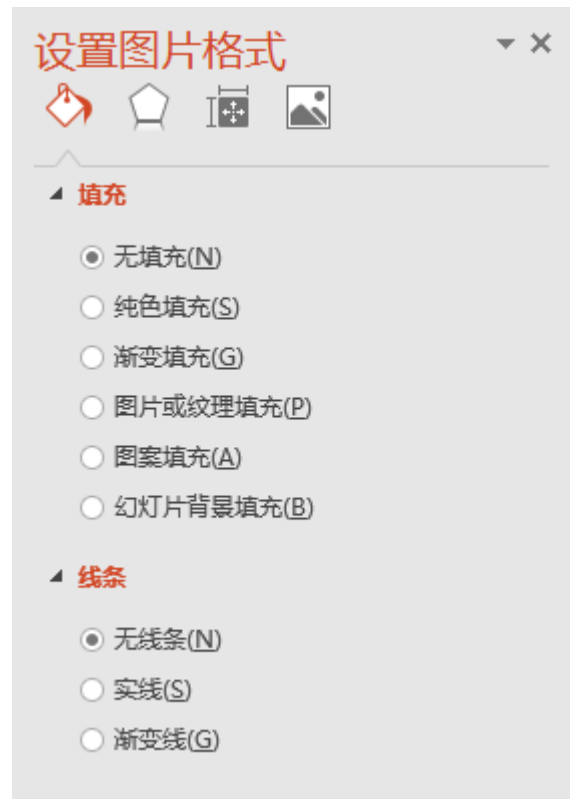 设置图片格式
填充
无填充(N)
纯色填充(S)
渐变填充(G)
图片或纹理填充(P)
图案填充(A)
幻灯片背景填充(B)
线条
无线条(N)
实线(S)
渐变线(G)